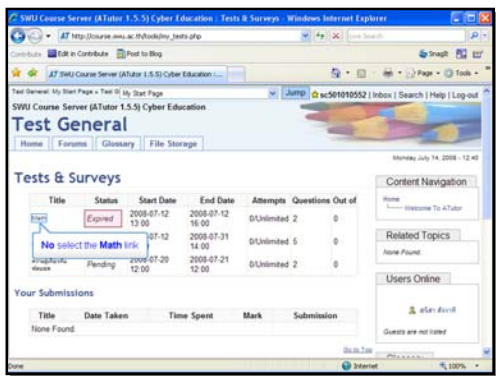 SWU Course Server (ATutor 1.5.5) Cyber Education : Tests & Surveys - Windows Internet Explorer
http://course.swu.ac.th/tools/my_tests.php
Live Search
Contribute Edit in Contribute Post to Blog
SnagIt
SWU Course Server (ATutor 1.5.5) Cyber Education : ...
Page Tools
Test General: My Start Page
My Start Page
Jump sc501010552 | Inbox | Search | Help | Log-out
SWU Course Server (ATutor 1.5.5) Cyber Education
Test General
Home Forums Glossary File Storage
Monday July 14, 2008 - 12:40
Tests & Surveys
Title Status Start Date End Date Attempts Questions Out of
Math Expired 2008-07-12 13:00 2008-07-12 16:00 0/Unlimited 2 0
07-12 2008-07-31 14:00 0/Unlimited 5 0
No select the Math link
Pending 2008-07-20 12:00 2008-07-21 12:00 0/Unlimited 2 0
Your Submissions
Title Date Taken Time Spent Mark Submission
None Found
Go to Top
Content Navigation
Home
Welcome To ATutor
Related Topics
None Found
Users Online
Guests are not listed
Glossary
Done
Internet
100%